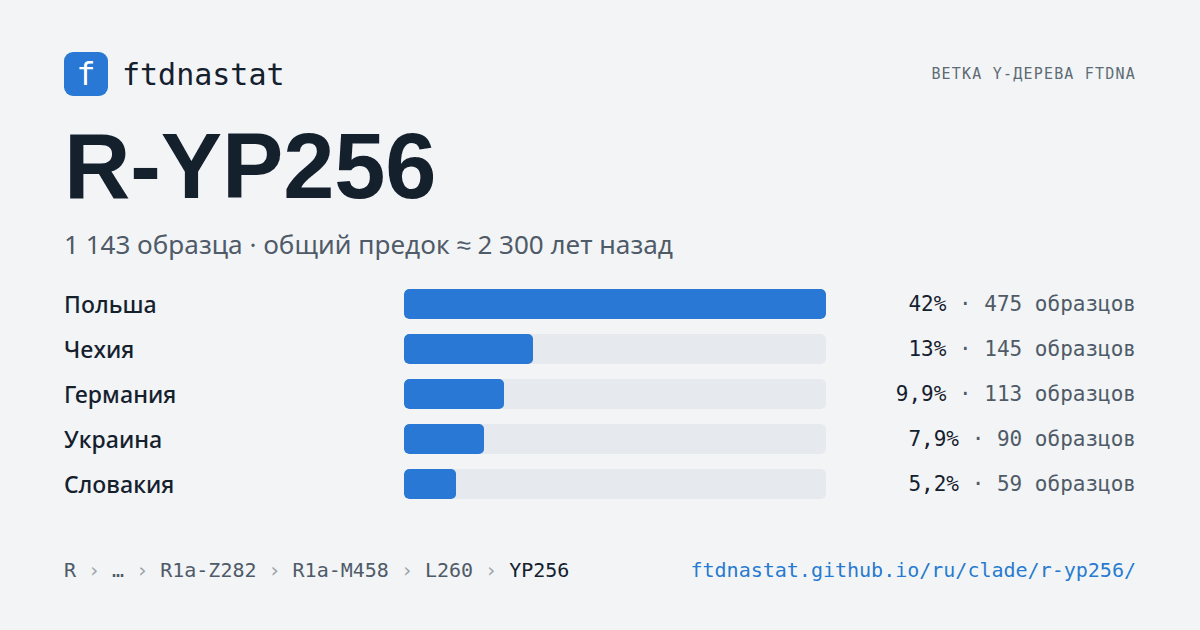 f ftdnastat
ВЕТКА Y-ДЕРЕВА FTDNA
R-YP256
1 143 образца · общий предок ≈ 2 300 лет назад
Польша 42% · 475 образцов
Чехия 13% · 145 образцов
Германия 9,9% · 113 образцов
Украина 7,9% · 90 образцов
Словакия 5,2% · 59 образцов
R › … › R1a-Z282 › R1a-M458 › L260 › YP256
ftdnastat.github.io/ru/clade/r-yp256/